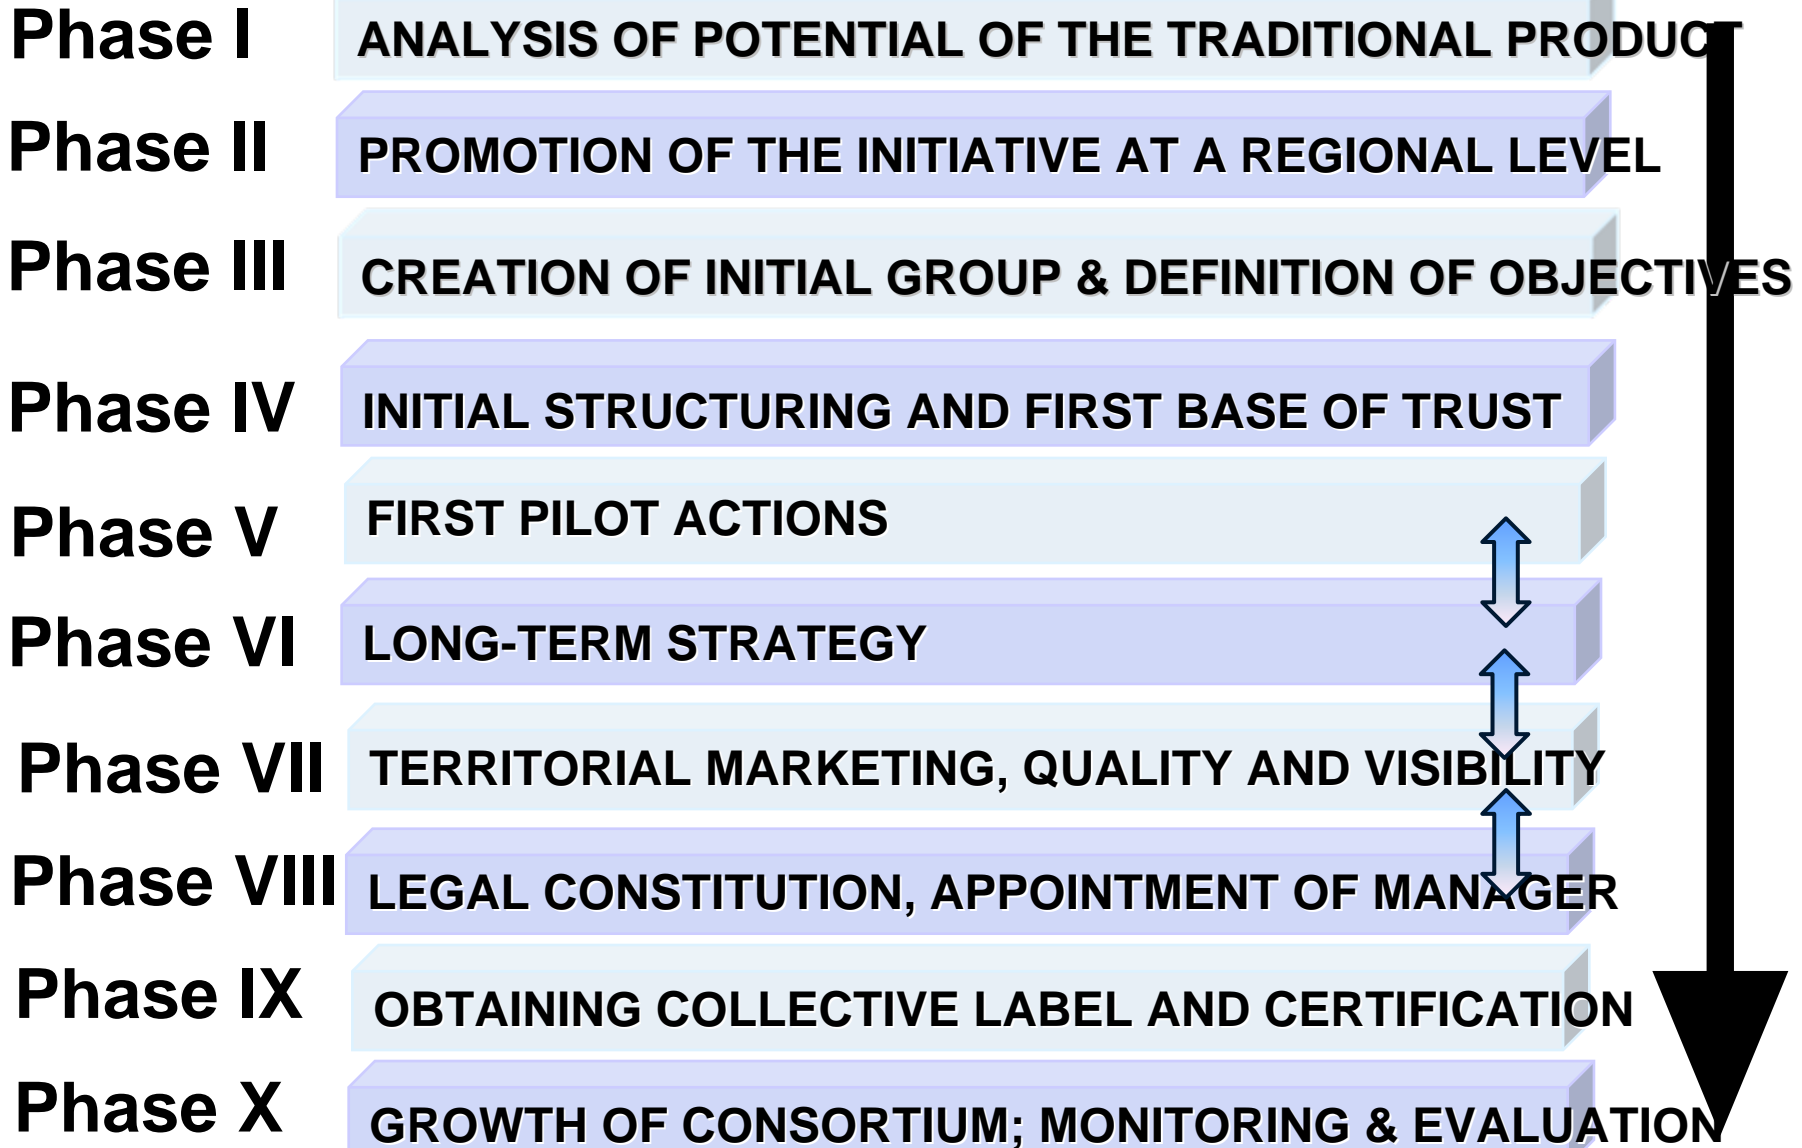 Phase I ANALYSIS OF POTENTIAL OF THE TRADITIONAL PRODUCT
Phase II PROMOTION OF THE INITIATIVE AT A REGIONAL LEVEL
Phase III CREATION OF INITIAL GROUP & DEFINITION OF OBJECTIVES
Phase IV INITIAL STRUCTURING AND FIRST BASE OF TRUST
Phase V FIRST PILOT ACTIONS
Phase VI LONG-TERM STRATEGY
Phase VII TERRITORIAL MARKETING, QUALITY AND VISIBILITY
Phase VIII LEGAL CONSTITUTION, APPOINTMENT OF MANAGER
Phase IX OBTAINING COLLECTIVE LABEL AND CERTIFICATION
Phase X GROWTH OF CONSORTIUM; MONITORING & EVALUATION